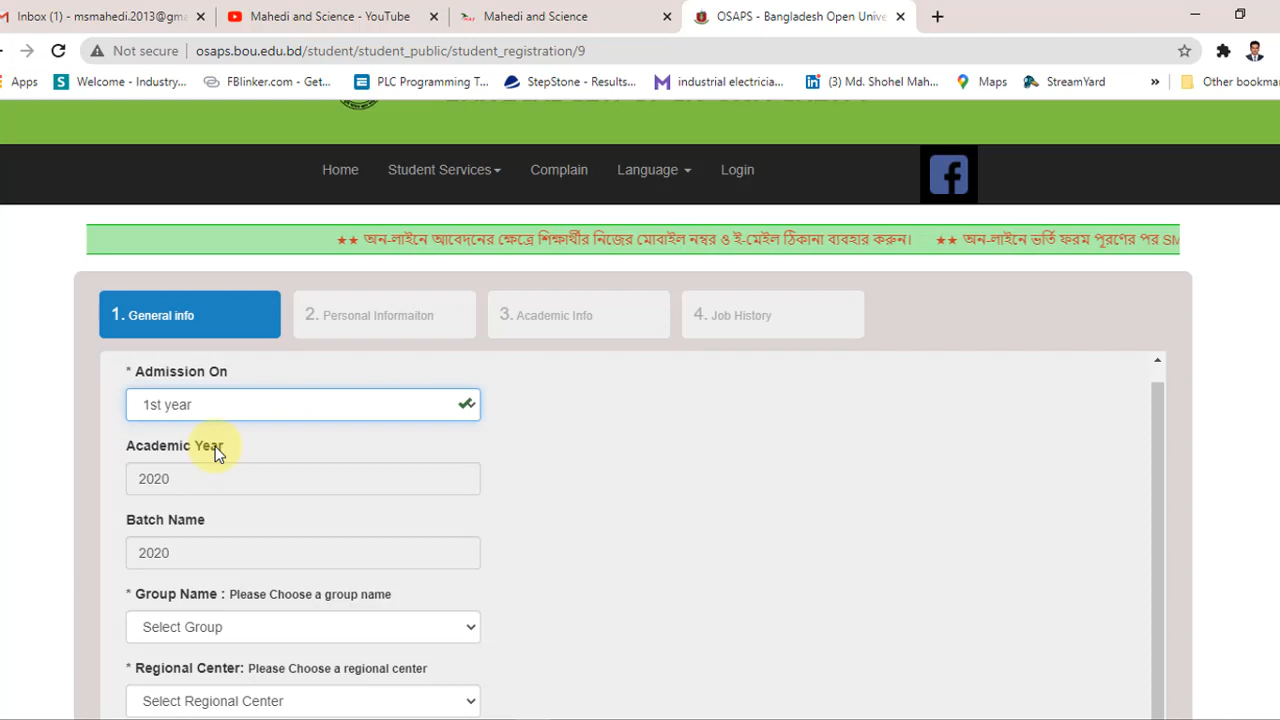 Inbox (1) - msmahedi.2013@gma
Mahedi and Science - YouTube
Mahedi and Science
OSAPS - Bangladesh Open Unive
Not secure osaps.bou.edu.bd/student/student_public/student_registration/9
Apps
Welcome - Industry...
FBlinker.com - Get...
PLC Programming T...
StepStone - Results...
industrial electricia...
(3) Md. Shohel Mah...
Maps
StreamYard
»
Other bookma
Home
Student Services
Complain
Language
Login
★★ অন-লাইনে আবেদনের ক্ষেত্রে শিক্ষার্থীর নিজের মোবাইল নম্বর ও ই-মেইল ঠিকানা ব্যবহার করুন। ★★ অন-লাইনে ভর্তি ফরম পূরণের পর SM
1. General info
2. Personal Informaiton
3. Academic Info
4. Job History
* Admission On
1st year
Academic Year
2020
Batch Name
2020
* Group Name : Please Choose a group name
Select Group
* Regional Center: Please Choose a regional center
Select Regional Center